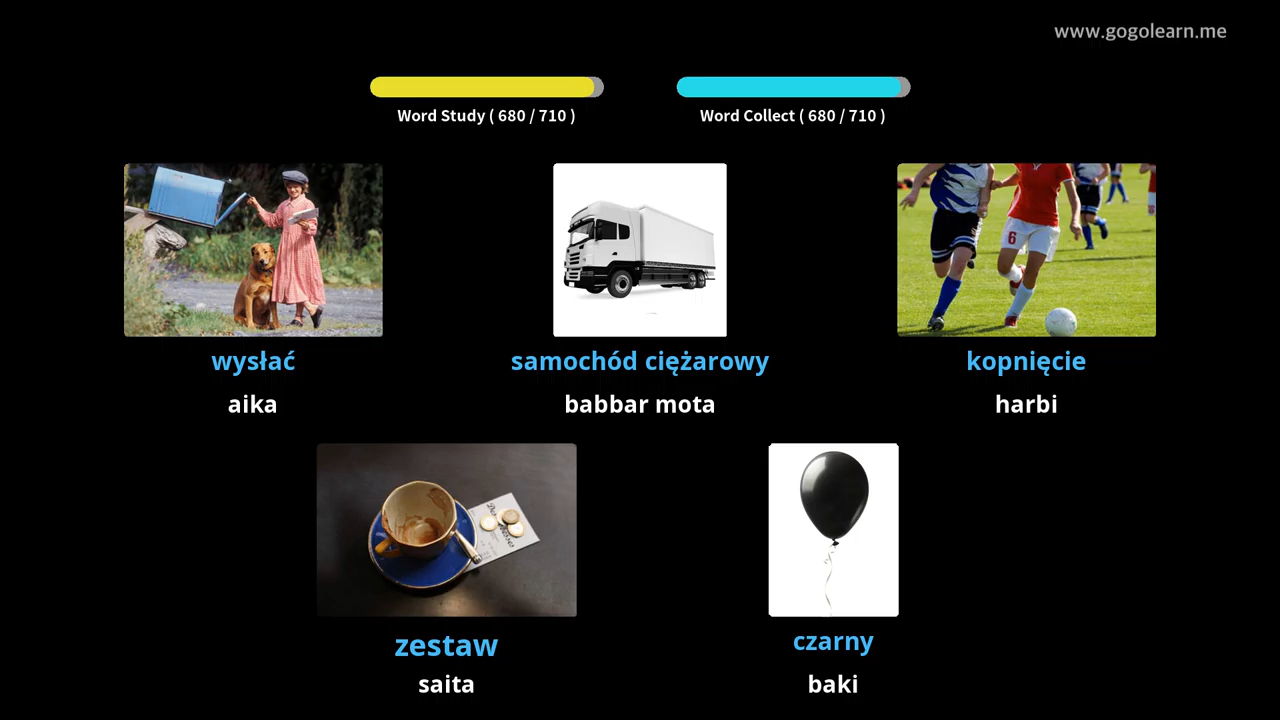 www.gogolearn.me
Word Study ( 680 / 710 )
Word Collect ( 680 / 710 )
wysłać
aika
samochód ciężarowy
babbar mota
kopnięcie
harbi
6
zestaw
saita
czarny
baki